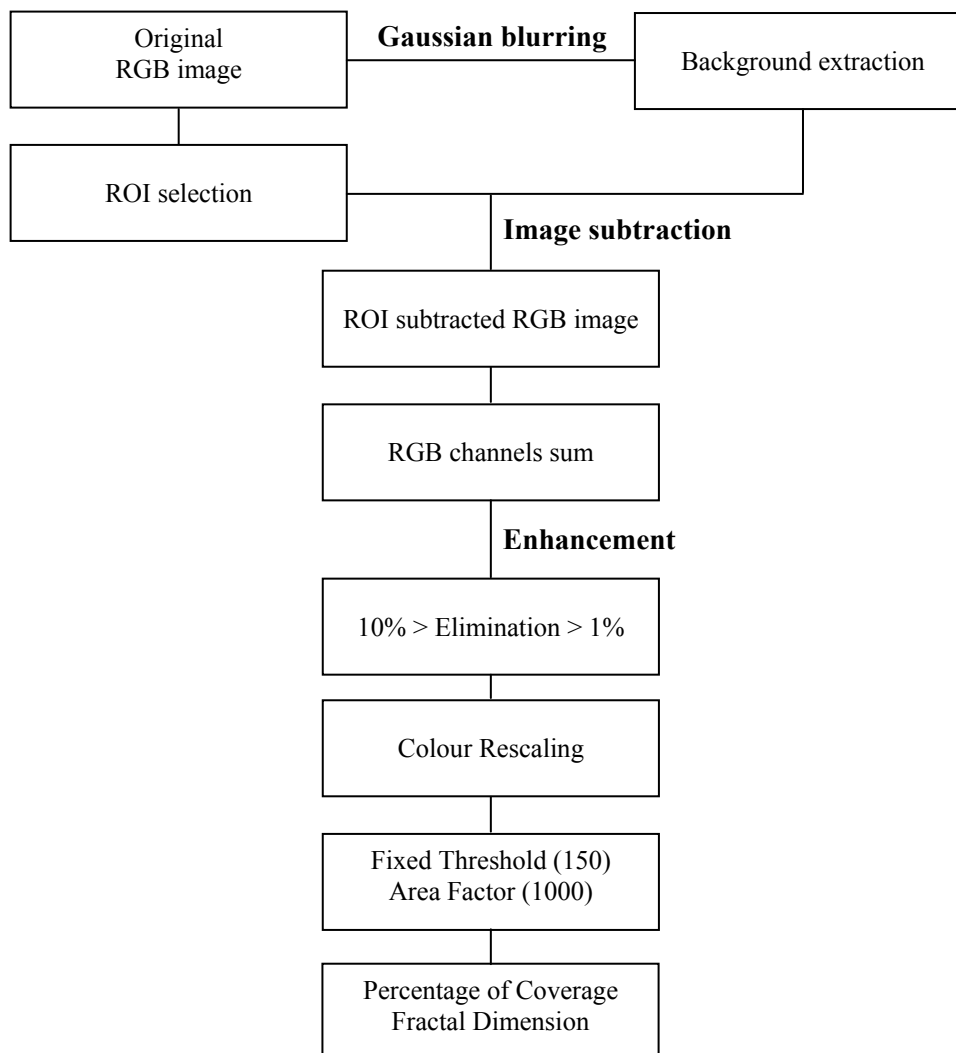 Original
RGB image
Gaussian blurring
Background extraction
ROI selection
Image subtraction
ROI subtracted RGB image
RGB channels sum
Enhancement
10% > Elimination > 1%
Colour Rescaling
Fixed Threshold (150)
Area Factor (1000)
Percentage of Coverage
Fractal Dimension